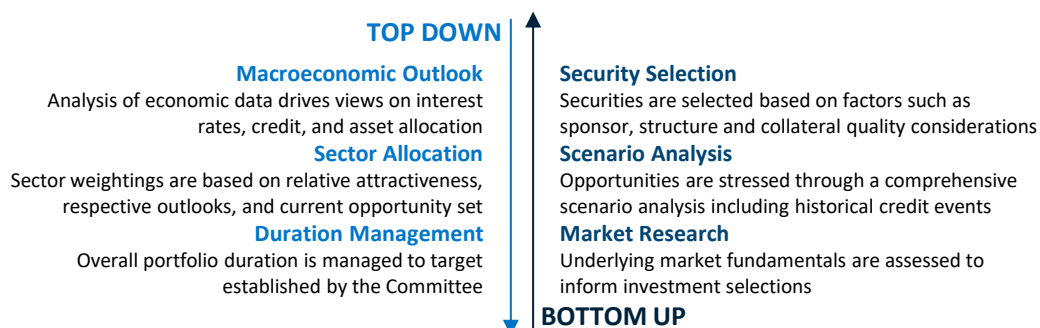 TOP DOWN
Macroeconomic Outlook
Analysis of economic data drives views on interest
rates, credit, and asset allocation
Sector Allocation
Sector weightings are based on relative attractiveness,
respective outlooks, and current opportunity set
Duration Management
Overall portfolio duration is managed to target
established by the Committee
Security Selection
Securities are selected based on factors such as
sponsor, structure and collateral quality considerations
Scenario Analysis
Opportunities are stressed through a comprehensive
scenario analysis including historical credit events
Market Research
Underlying market fundamentals are assessed to
inform investment selections
BOTTOM UP